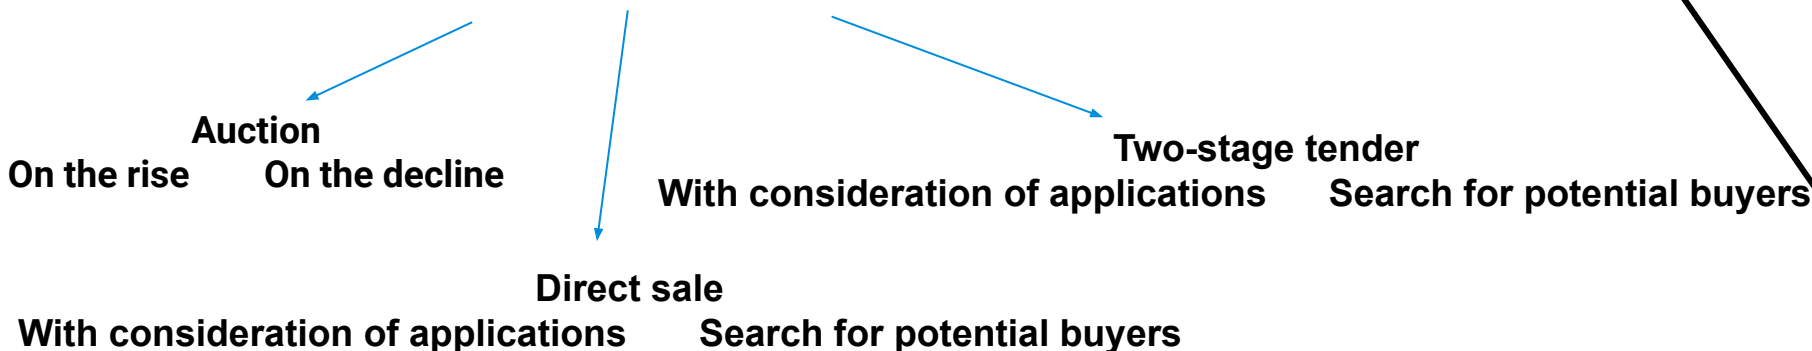 Auction
On the rise On the decline
Two-stage tender
With consideration of applications Search for potential buyers
Direct sale
With consideration of applications Search for potential buyers